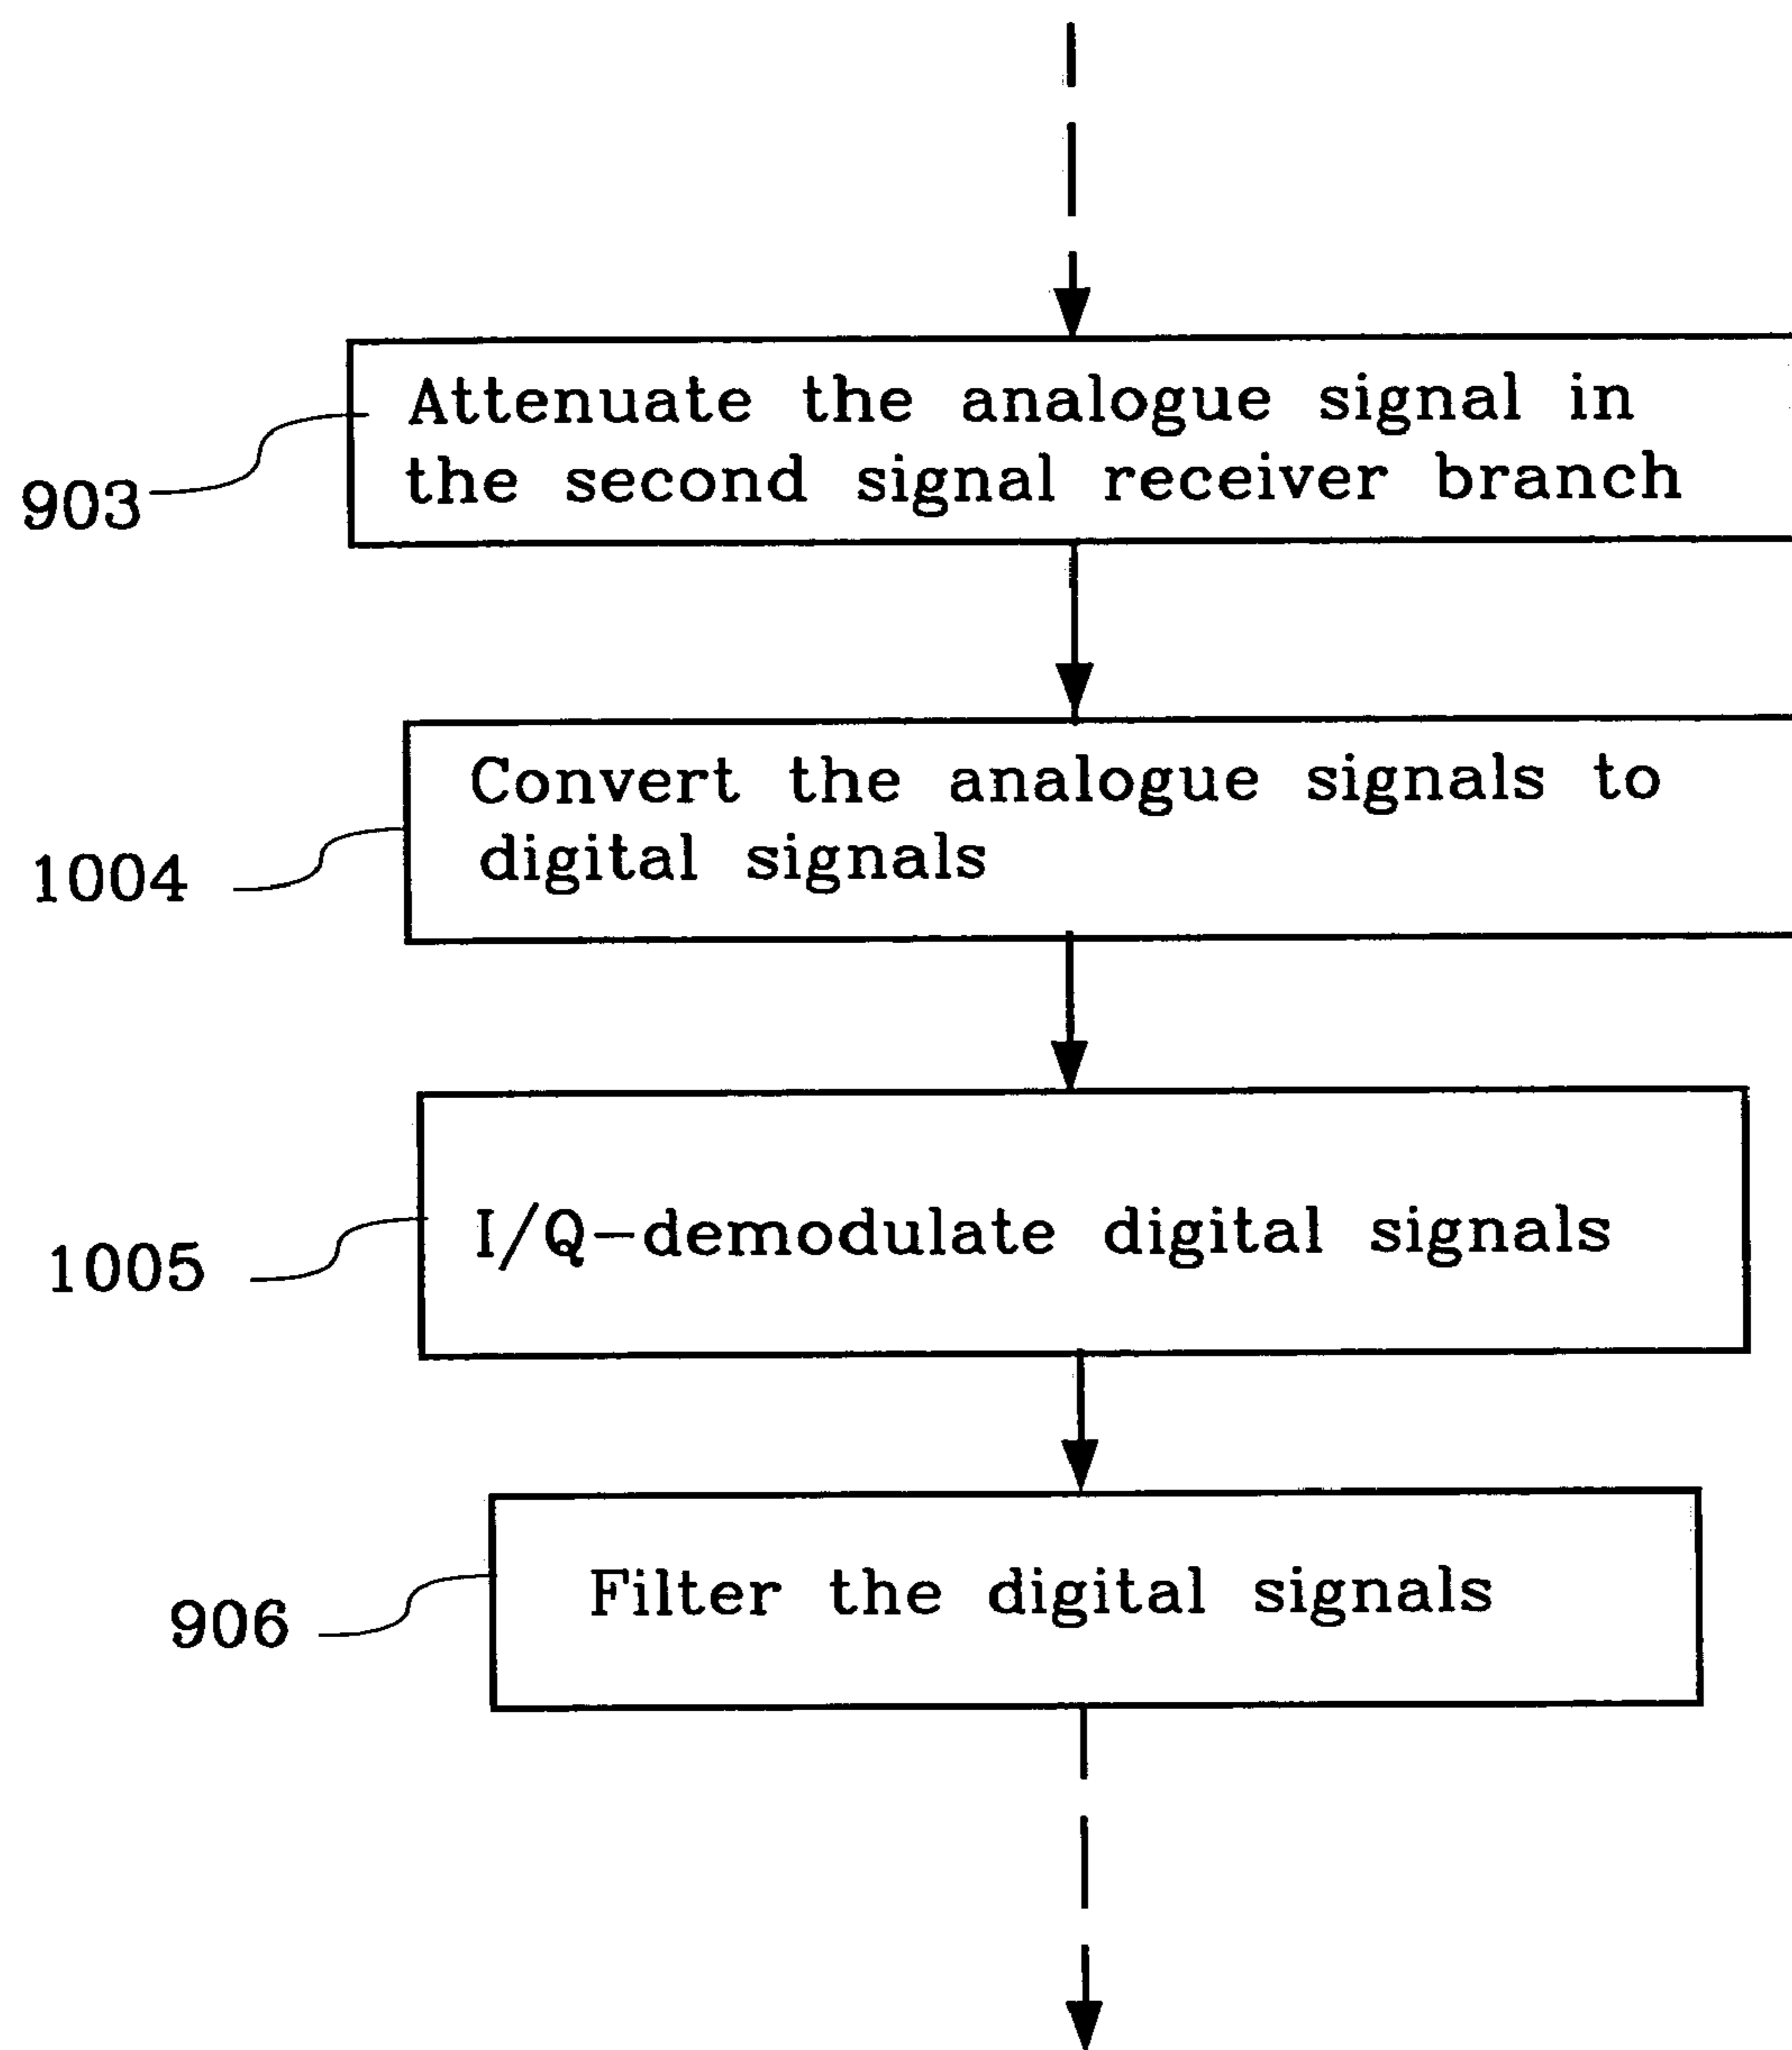 Attenuate the analogue signal in
the second signal receiver branch
903
Convert the analogue signals to
digital signals
1004
I/Q-demodulate digital signals
1005
Filter the digital signals
906